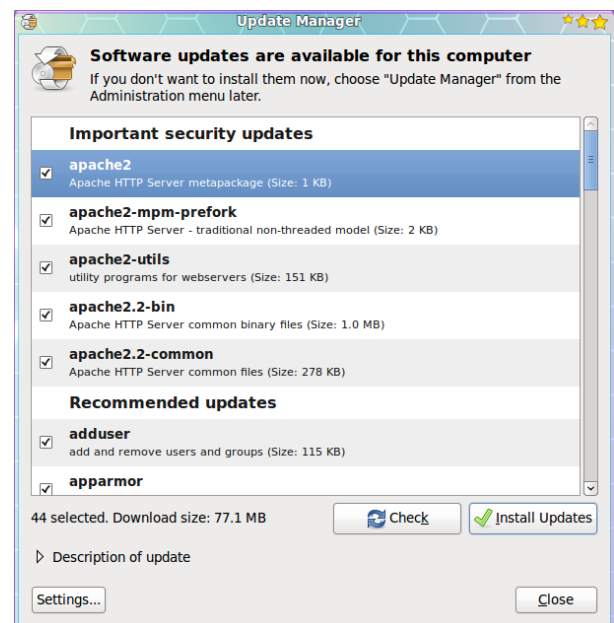 Update Manager
Software updates are available for this computer
If you don't want to install them now, choose "Update Manager" from the
Administration menu later.
Important security updates
apache2
Apache HTTP Server metapackage (Size: 1 KB)
apache2-mpm-prefork
Apache HTTP Server - traditional non-threaded model (Size: 2 KB)
apache2-utils
utility programs for webservers (Size: 151 KB)
apache2.2-bin
Apache HTTP Server common binary files (Size: 1.0 MB)
apache2.2-common
Apache HTTP Server common files (Size: 278 KB)
Recommended updates
adduser
add and remove users and groups (Size: 115 KB)
apparmor
44 selected. Download size: 77.1 MB
Check
Install Updates
Description of update
Settings...
Close